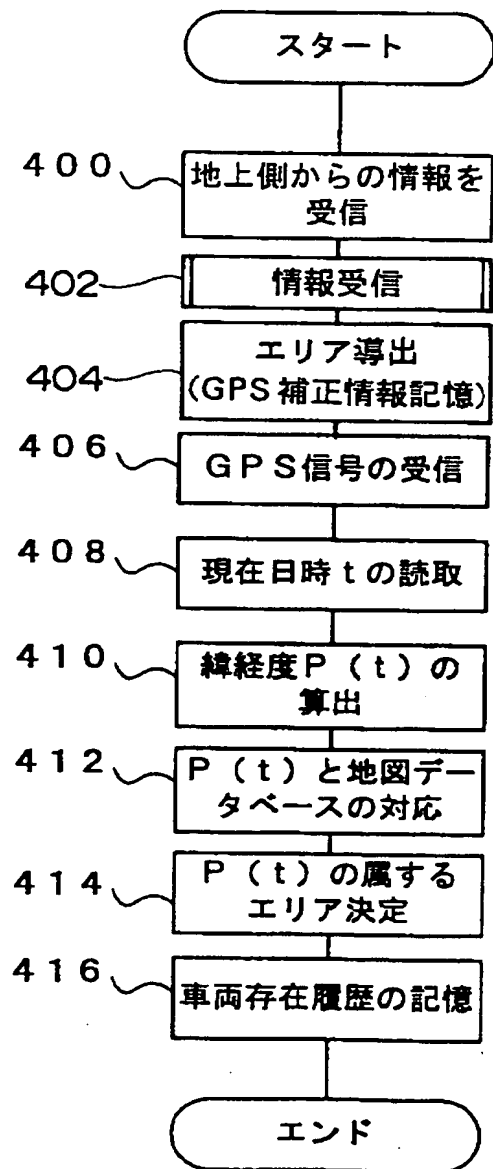 スタート
４００
地上側からの情報を
受信
402
情報受信
404
エリア導出
(GPS補正情報記憶)
４０６
ＧＰＳ信号の受信
４０８
現在日時ｔの読取
４１０
緯経度Ｐ（ｔ）の
算出
４１２
Ｐ（ｔ）と地図デー
タベースの対応
４１４
Ｐ（ｔ）の属する
エリア決定
４１６
車両存在履歴の記憶
エンド